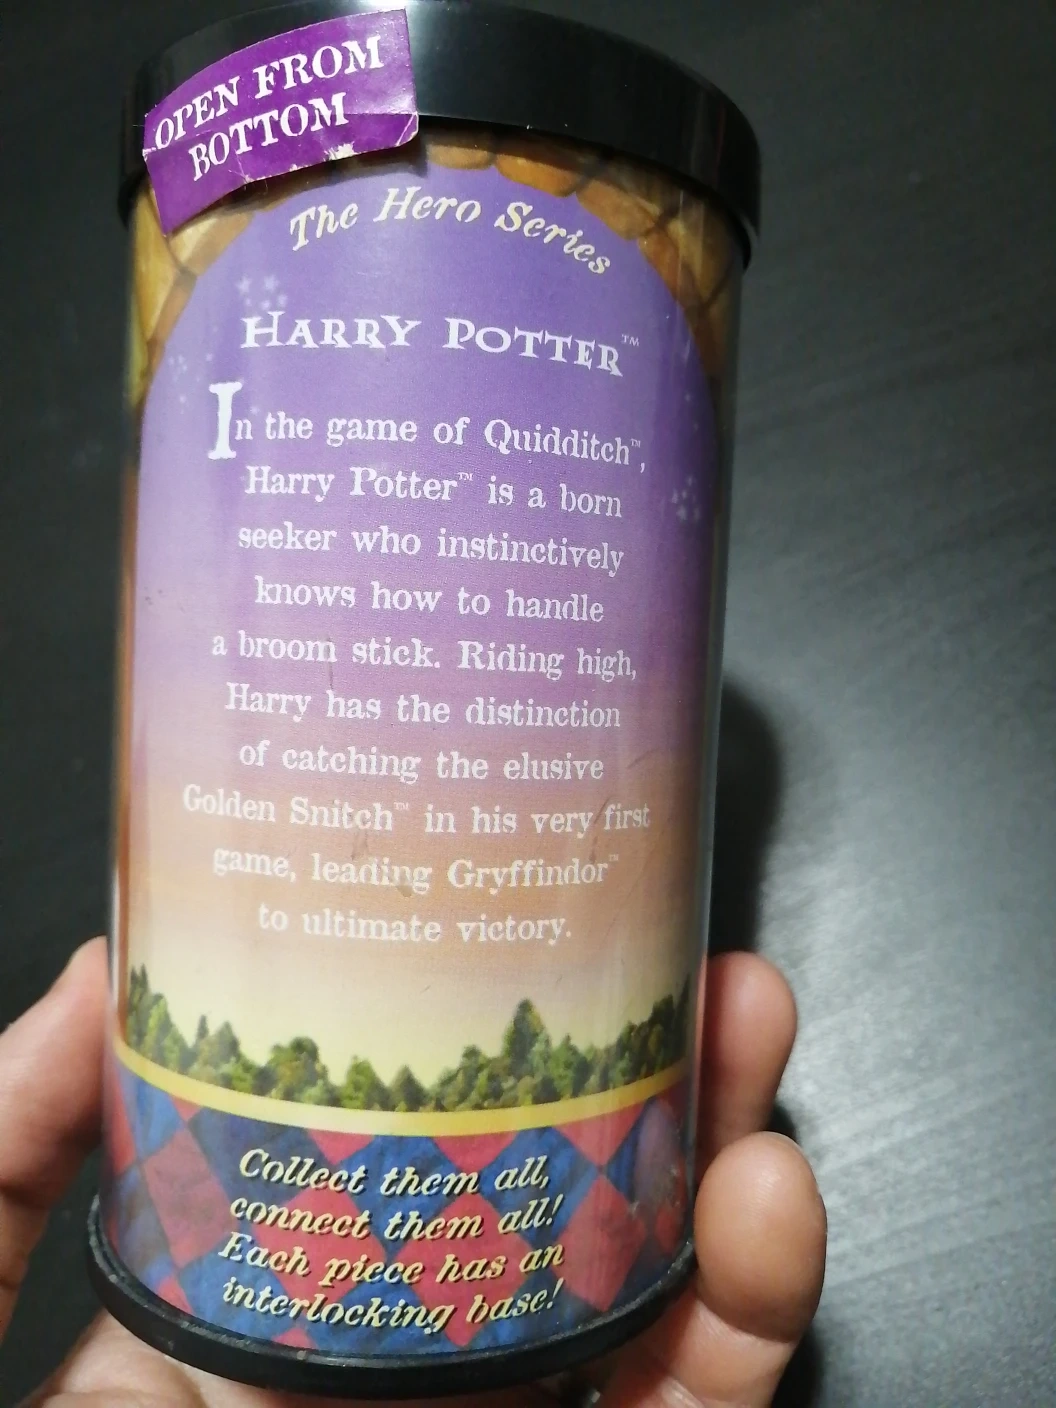 OPEN FROM
BOTTOM
The Hero Series
HARRY POTTER™
In the game of Quidditch™,
Harry Potter™ is a born
seeker who instinctively
knows how to handle
a broom stick. Riding high,
Harry has the distinction
of catching the elusive
Golden Snitch™ in his very first
game, leading Gryffindor™
to ultimate victory.
Collect them all,
connect them all!
Each piece has an
interlocking base!